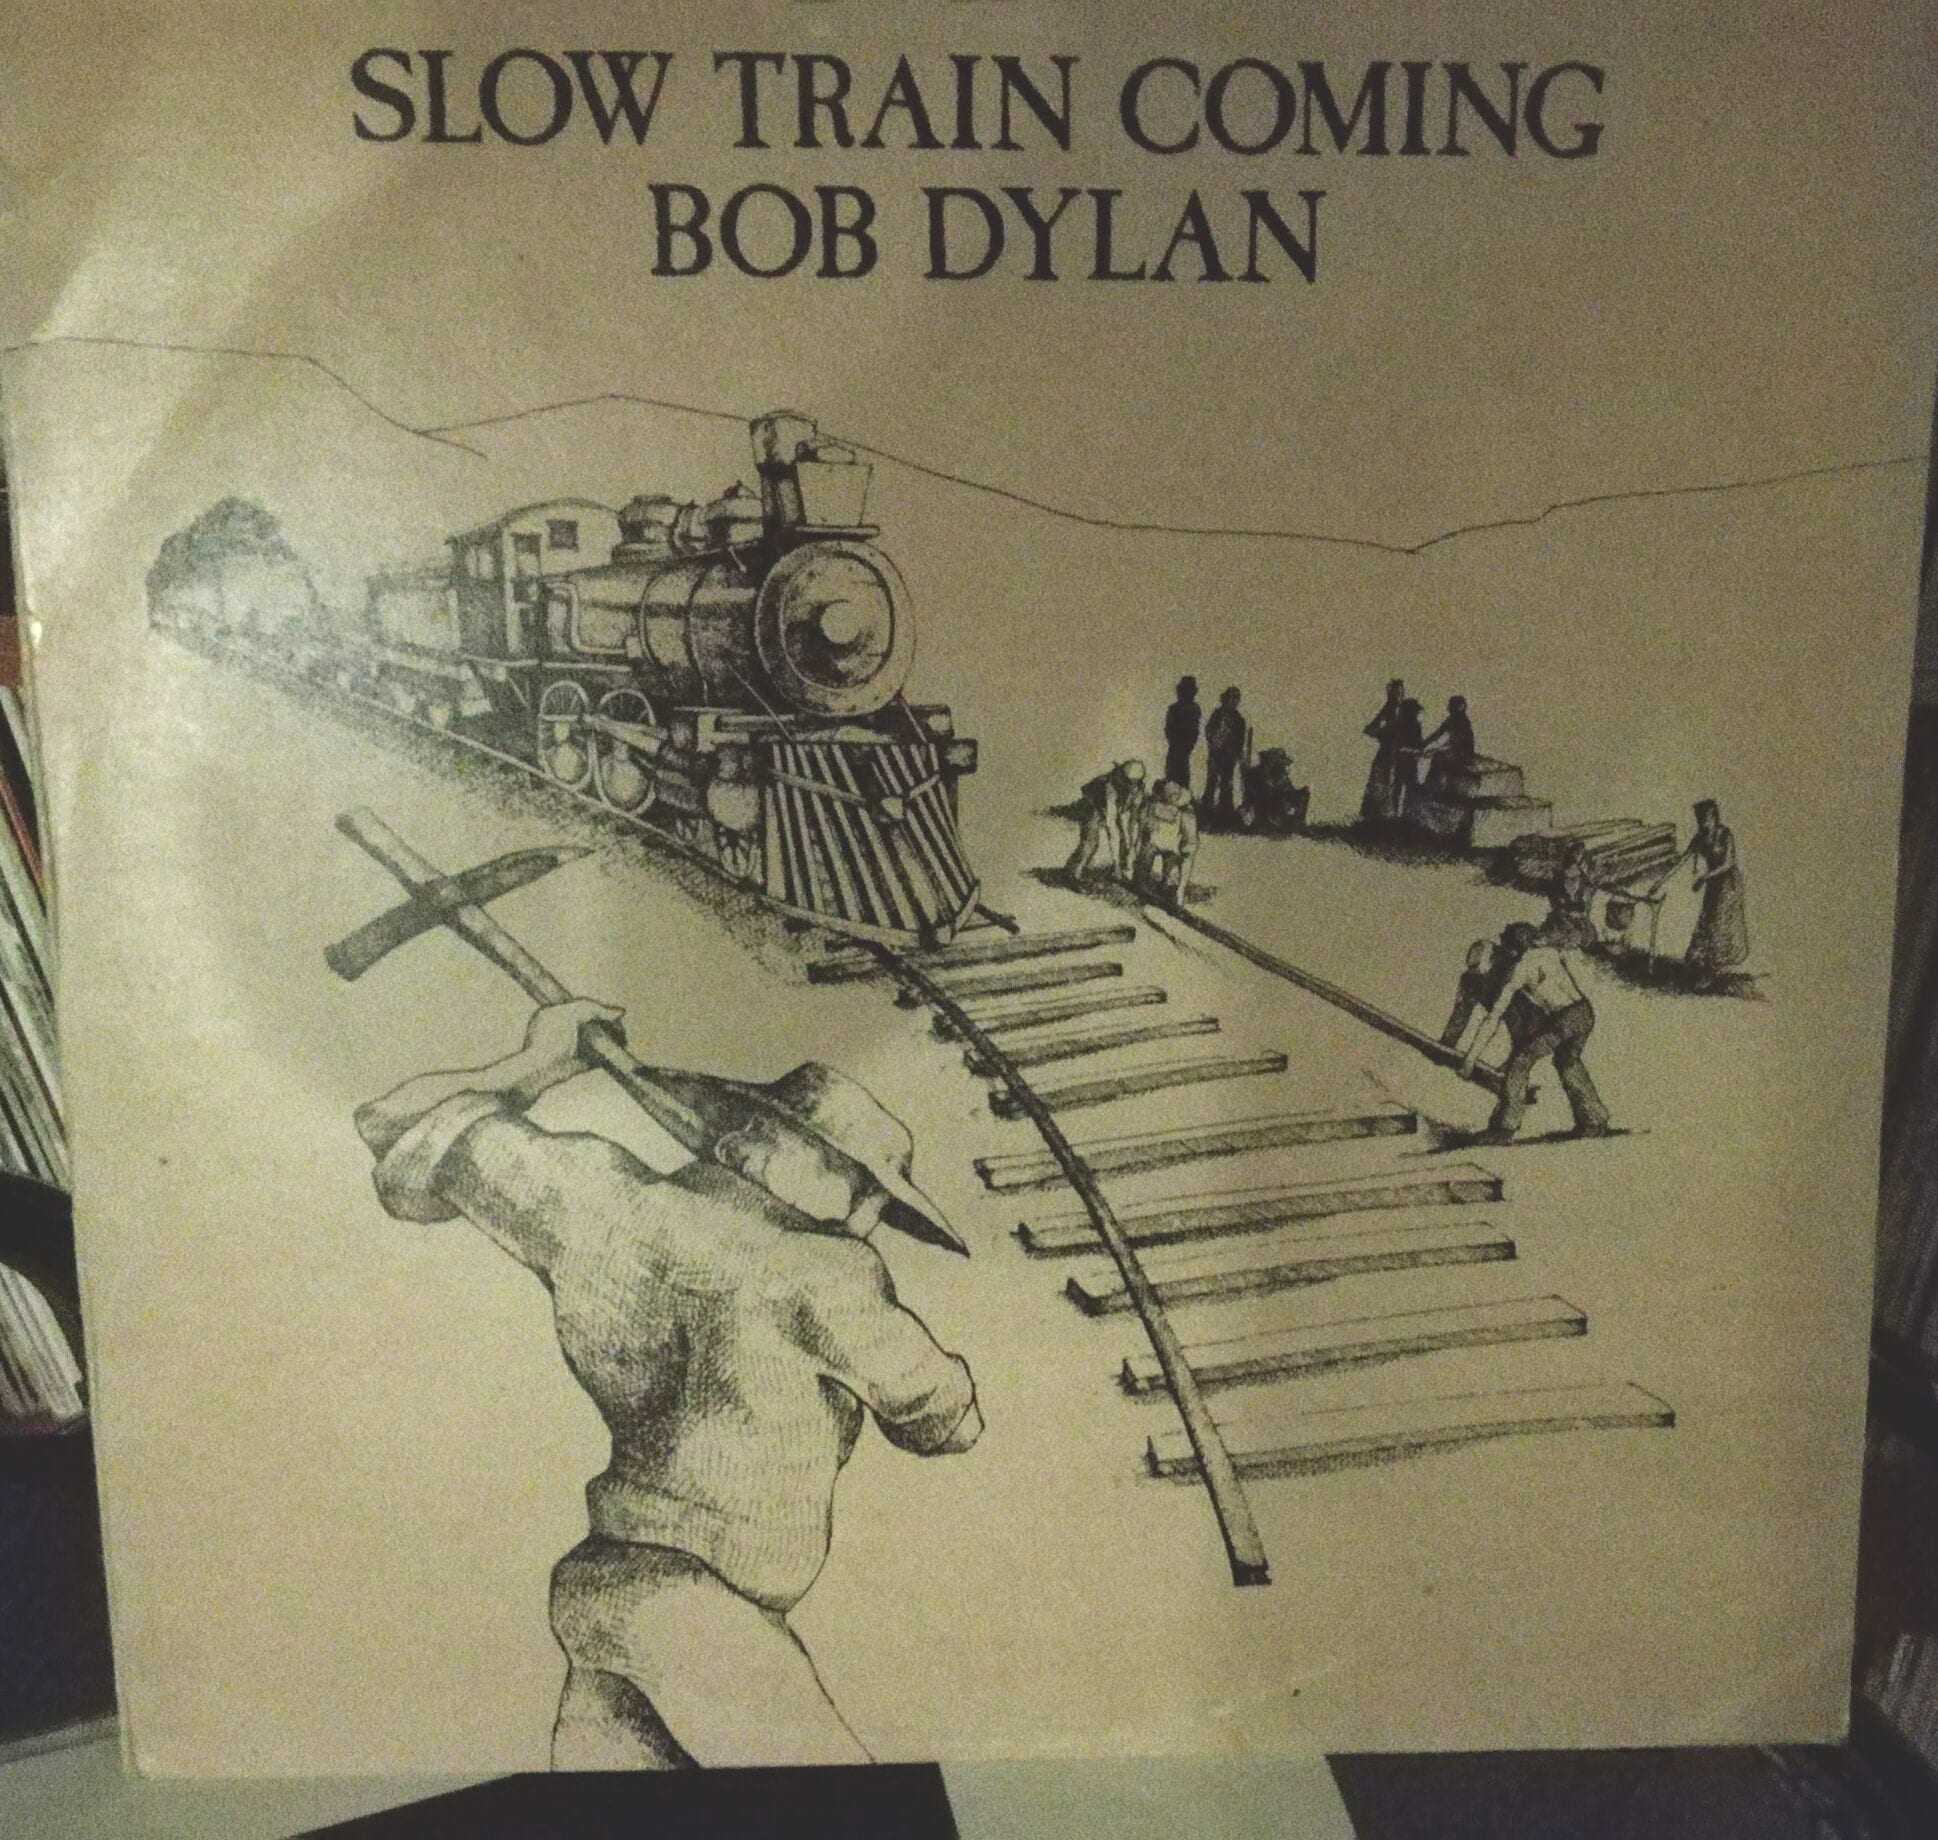 SLOW TRAIN COMING
BOB DYLAN